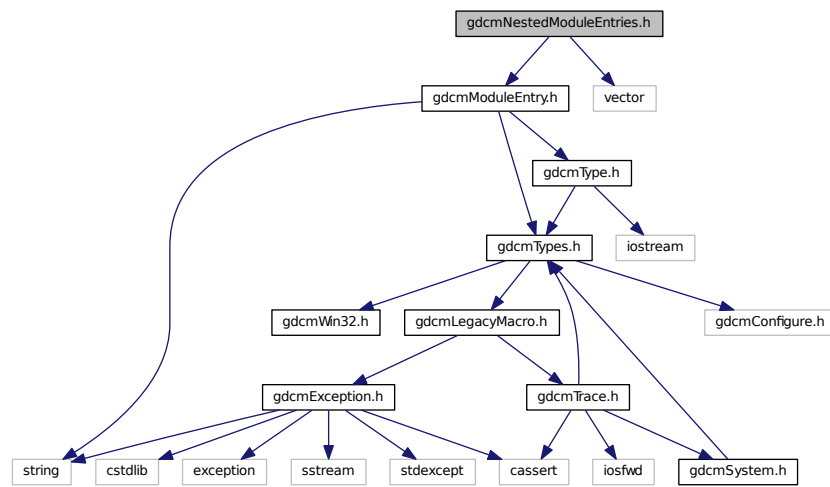 gdcmNestedModuleEntries.h
gdcmModuleEntry.h
vector
gdcmType.h
gdcmTypes.h
iostream
gdcmWin32.h
gdcmLegacyMacro.h
gdcmConfigure.h
gdcmException.h
gdcmTrace.h
string
cstdlib
exception
sstream
stdexcept
cassert
iosfwd
gdcmSystem.h